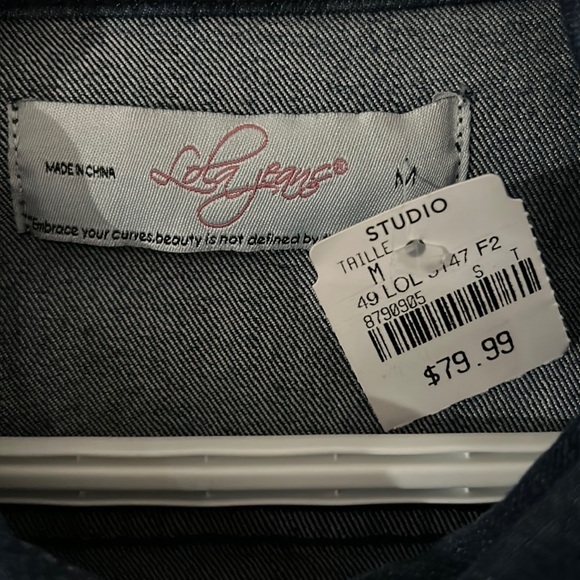 MADE IN CHINA
Lola jeans®
M
"Embrace your curves, beauty is not defined by
STUDIO
TAILLE
M
49 LOL 147 F2
8790905 S T
$79.99